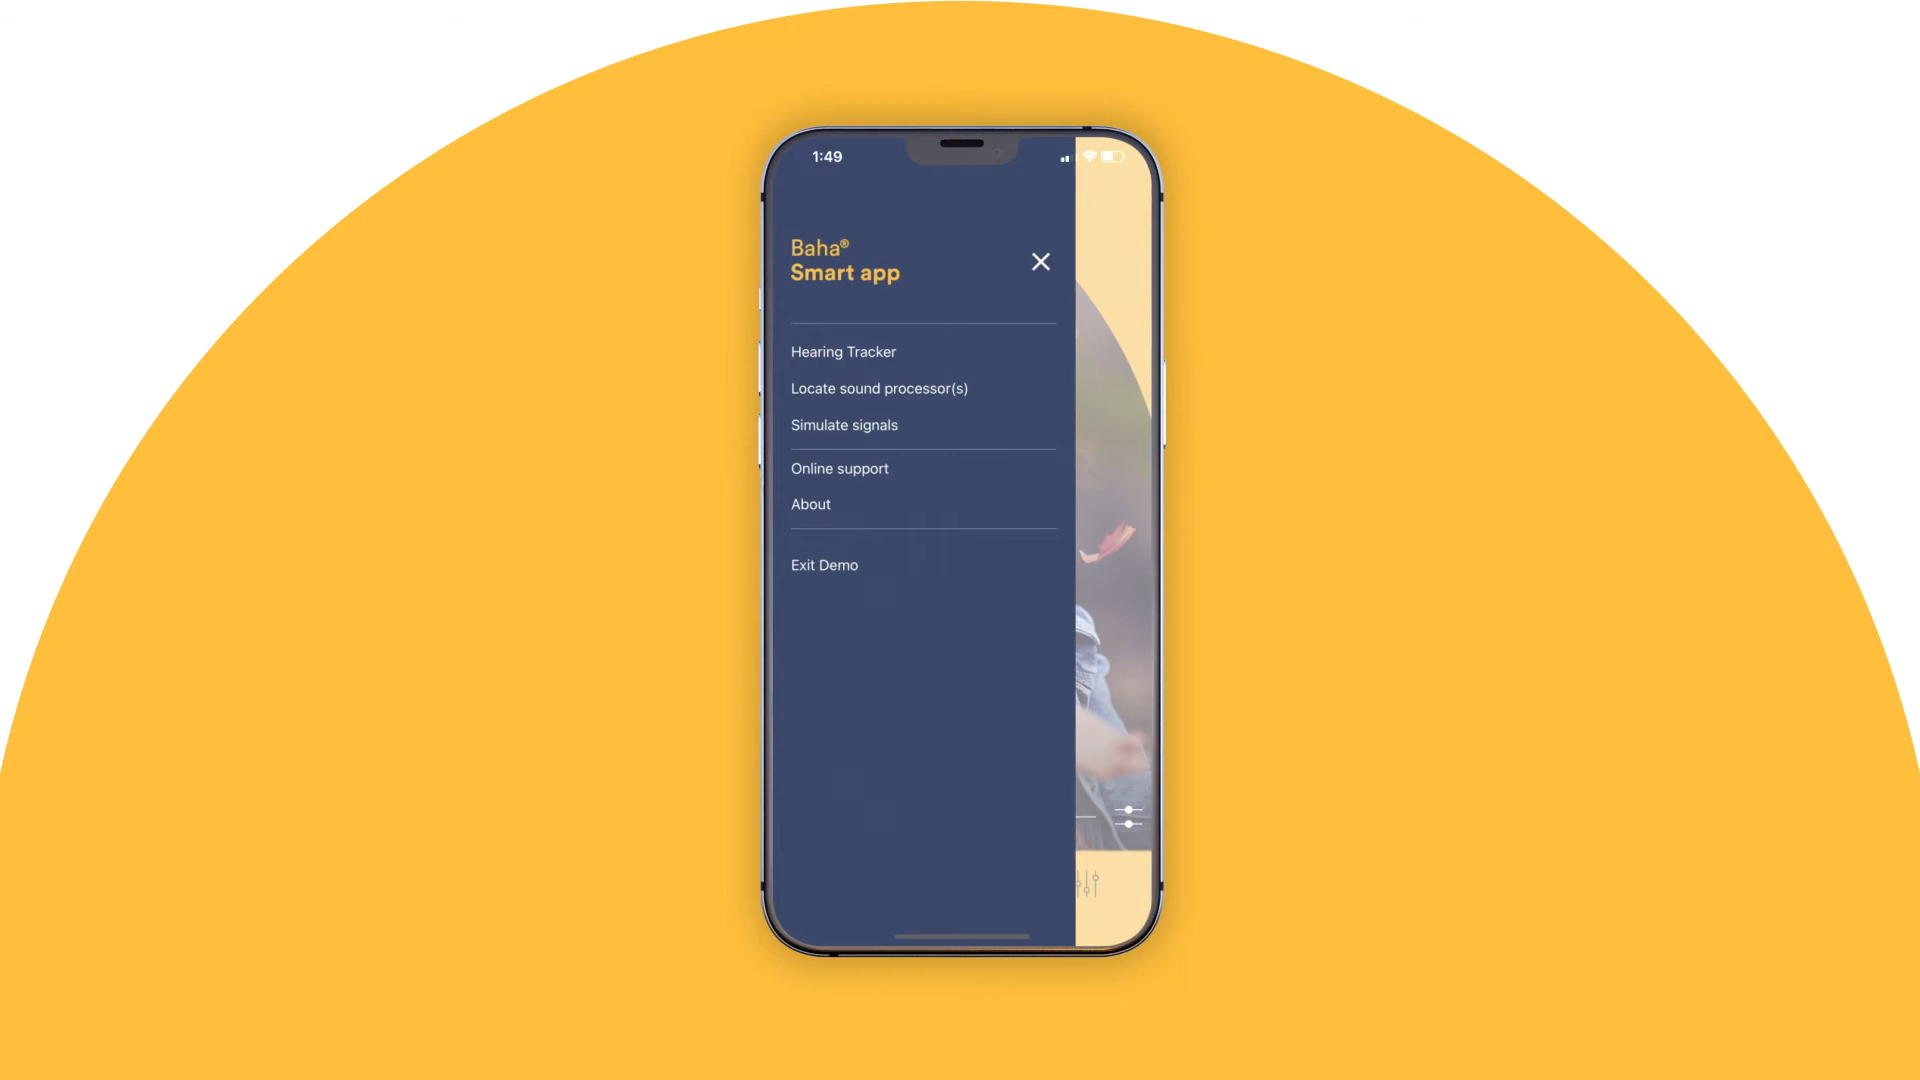 1:49
Baha®
Smart app
Hearing Tracker
Locate sound processor(s)
Simulate signals
Online support
About
Exit Demo